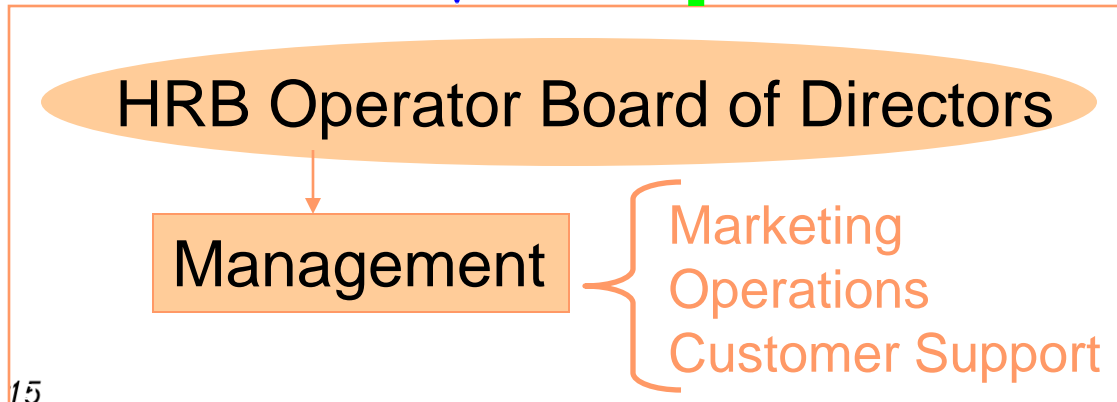 HRB Operator Board of Directors
Management
Marketing
Operations
Customer Support
15